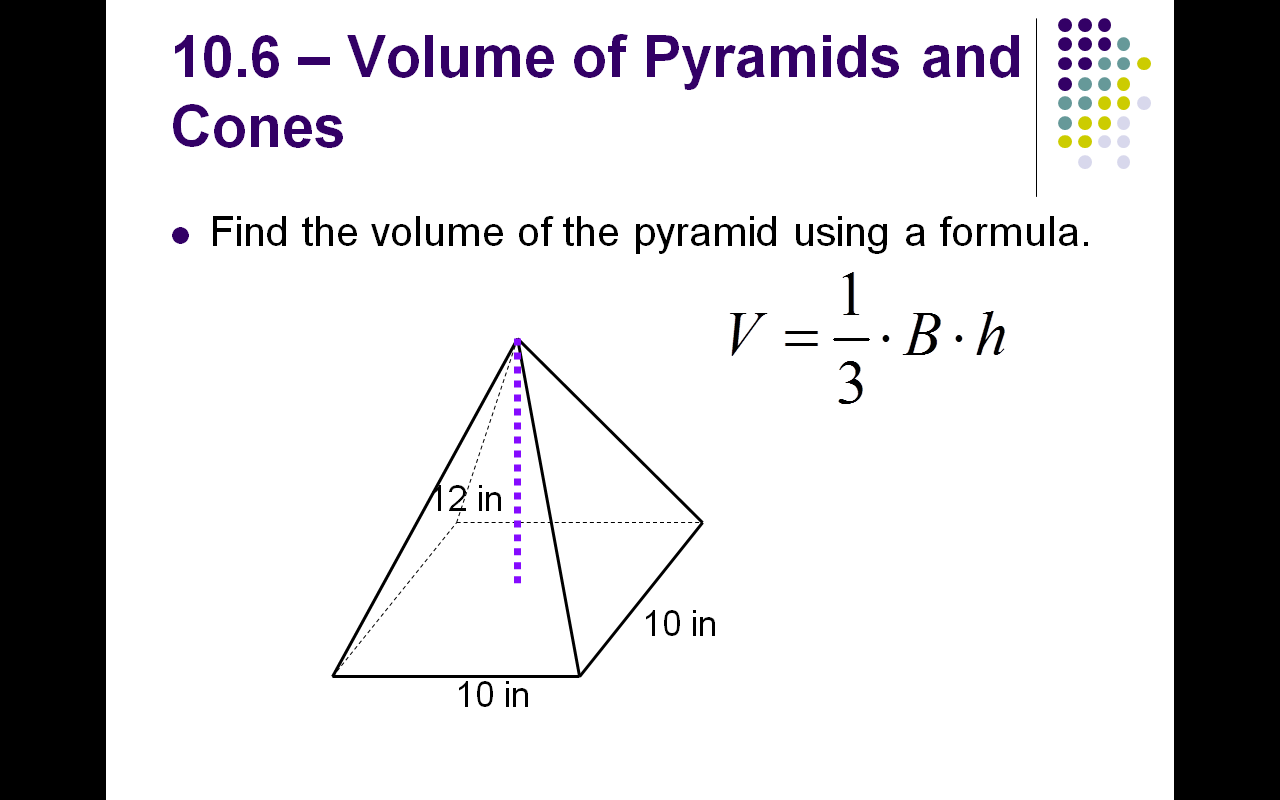 10.6 – Volume of Pyramids and
Cones
Find the volume of the pyramid using a formula.
V = 1/3 · B · h
12 in
10 in
10 in